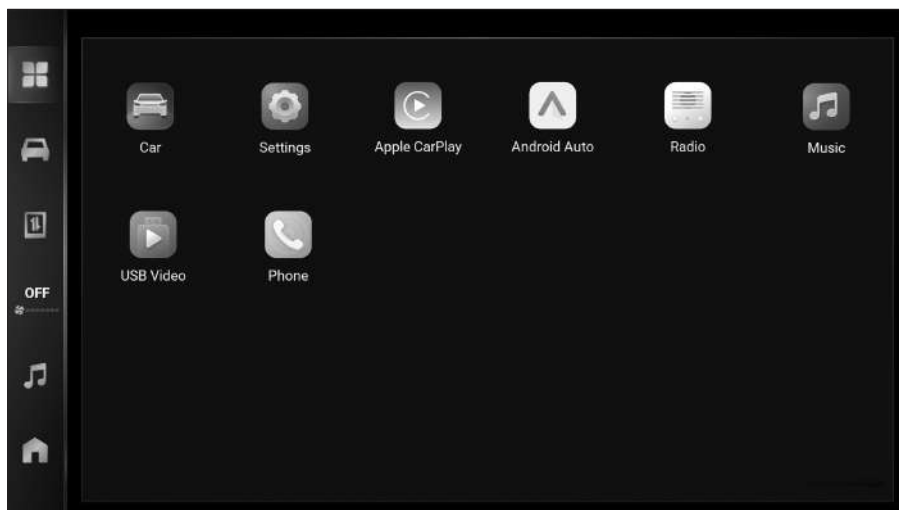 Car
Settings
Apple CarPlay
Android Auto
Radio
Music
USB Video
Phone
OFF